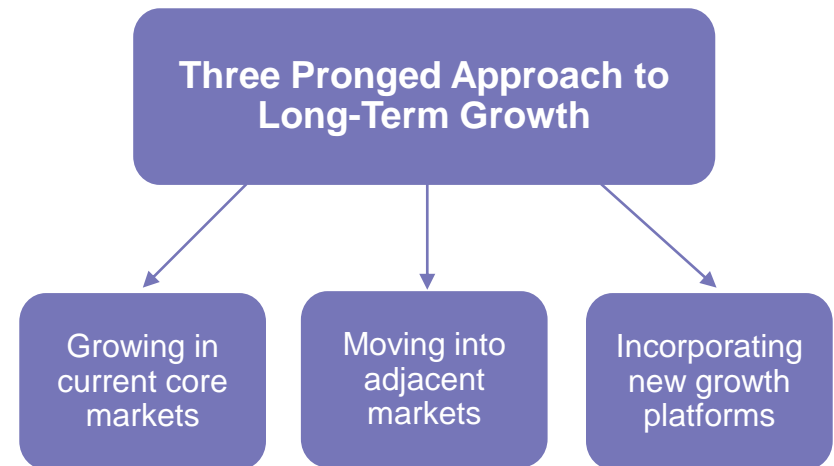 Three Pronged Approach to
Long-Term Growth
Growing in
current core
markets
Moving into
adjacent
markets
Incorporating
new growth
platforms